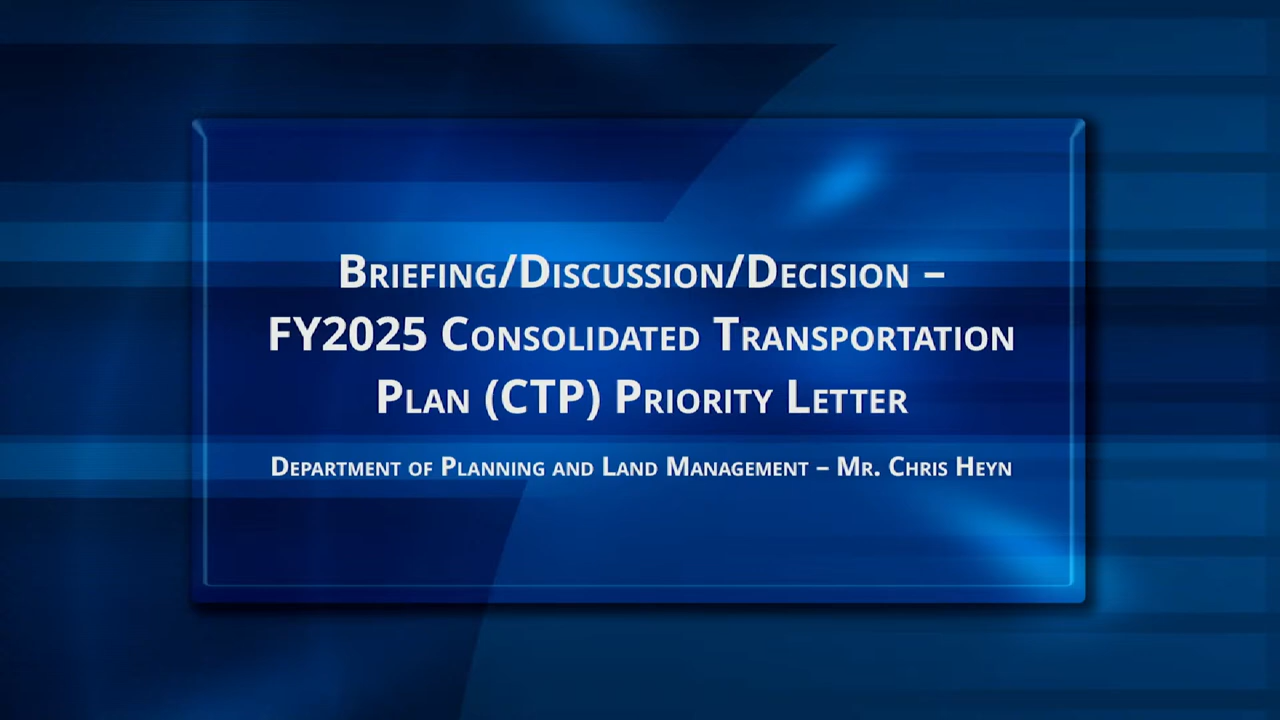 Briefing/Discussion/Decision –
FY2025 Consolidated Transportation
Plan (CTP) Priority Letter
Department of Planning and Land Management – Mr. Chris Heyn